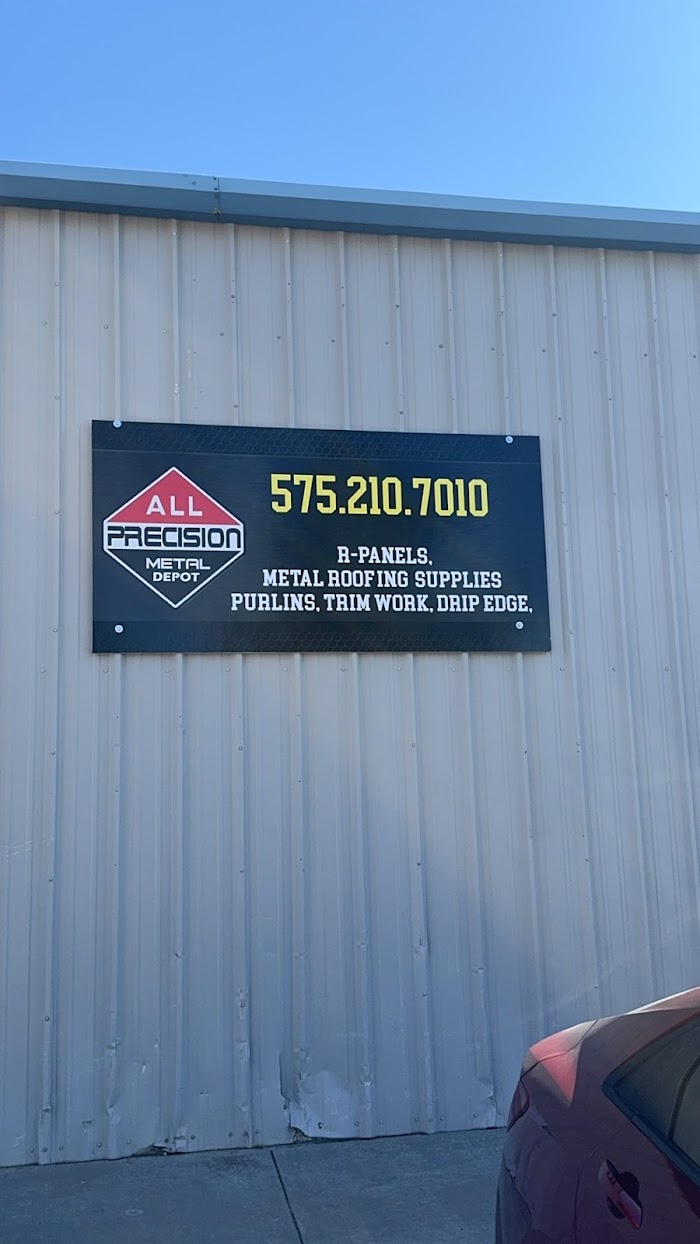 ALL
PRECISION
METAL
DEPOT
575.210.7010
R-PANELS,
METAL ROOFING SUPPLIES
PURLINS, TRIM WORK, DRIP EDGE,